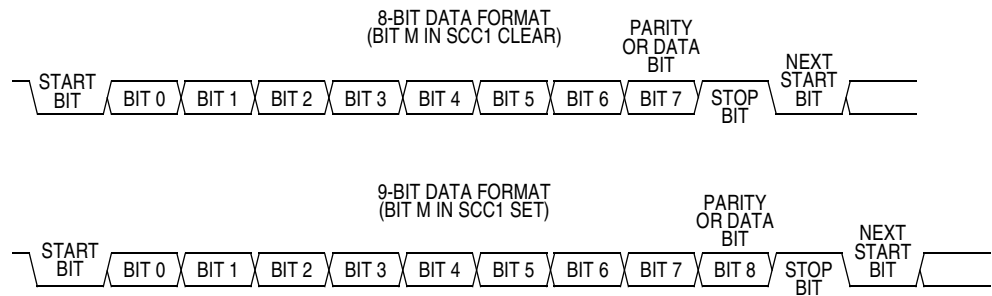 8-BIT DATA FORMAT
(BIT M IN SCC1 CLEAR)
PARITY
OR DATA
BIT
NEXT
START
BIT
START
BIT
BIT 0
BIT 1
BIT 2
BIT 3
BIT 4
BIT 5
BIT 6
BIT 7
STOP
BIT
9-BIT DATA FORMAT
(BIT M IN SCC1 SET)
PARITY
OR DATA
BIT
NEXT
START
BIT
START
BIT
BIT 0
BIT 1
BIT 2
BIT 3
BIT 4
BIT 5
BIT 6
BIT 7
BIT 8
STOP
BIT